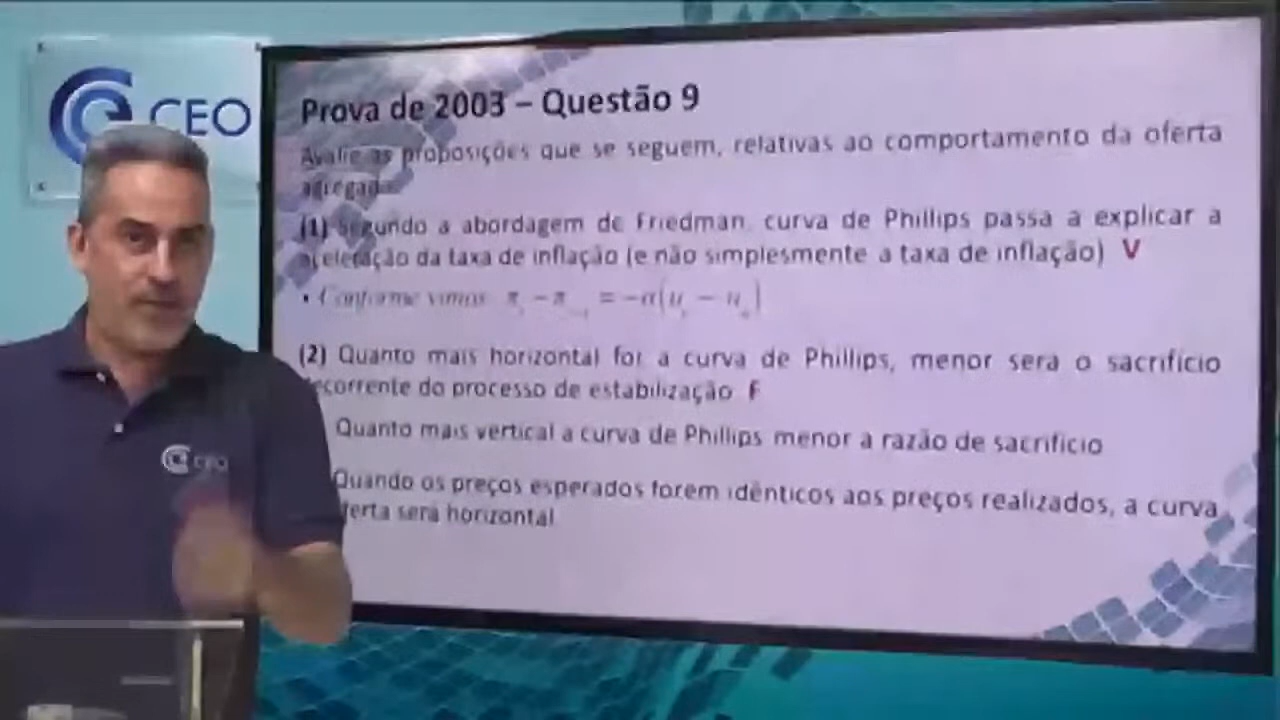 CEO
Prova de 2003 – Questão 9
Avalie as proposições que se seguem, relativas ao comportamento da oferta
agregada
(1) Segundo a abordagem de Friedman, curva de Phillips passa a explicar a
aceleração da taxa de inflação (e não simplesmente a taxa de inflação) V
• Conforme vimos
(2) Quanto mais horizontal for a curva de Phillips, menor sera o sacrificio
decorrente do processo de estabilização F
Quanto mais vertical a curva de Phillips menor a razão de sacrificio
Quando os preços esperados forem idênticos aos preços realizados, a curva
ferta será horizontal
CEO